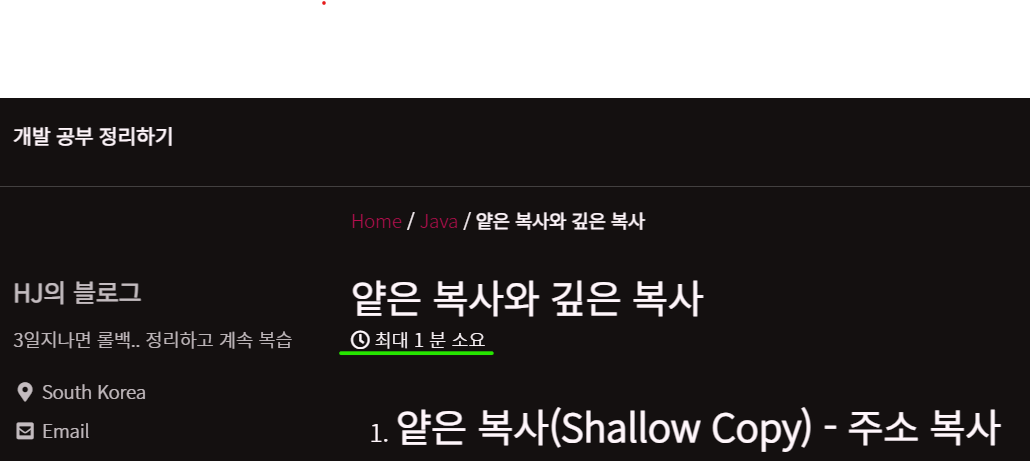 개발 공부 정리하기
Home / Java / 얕은 복사와 깊은 복사
HJ의 블로그
3일지나면 롤백.. 정리하고 계속 복습
South Korea
Email
얕은 복사와 깊은 복사
최대 1 분 소요
1. 얕은 복사(Shallow Copy) - 주소 복사